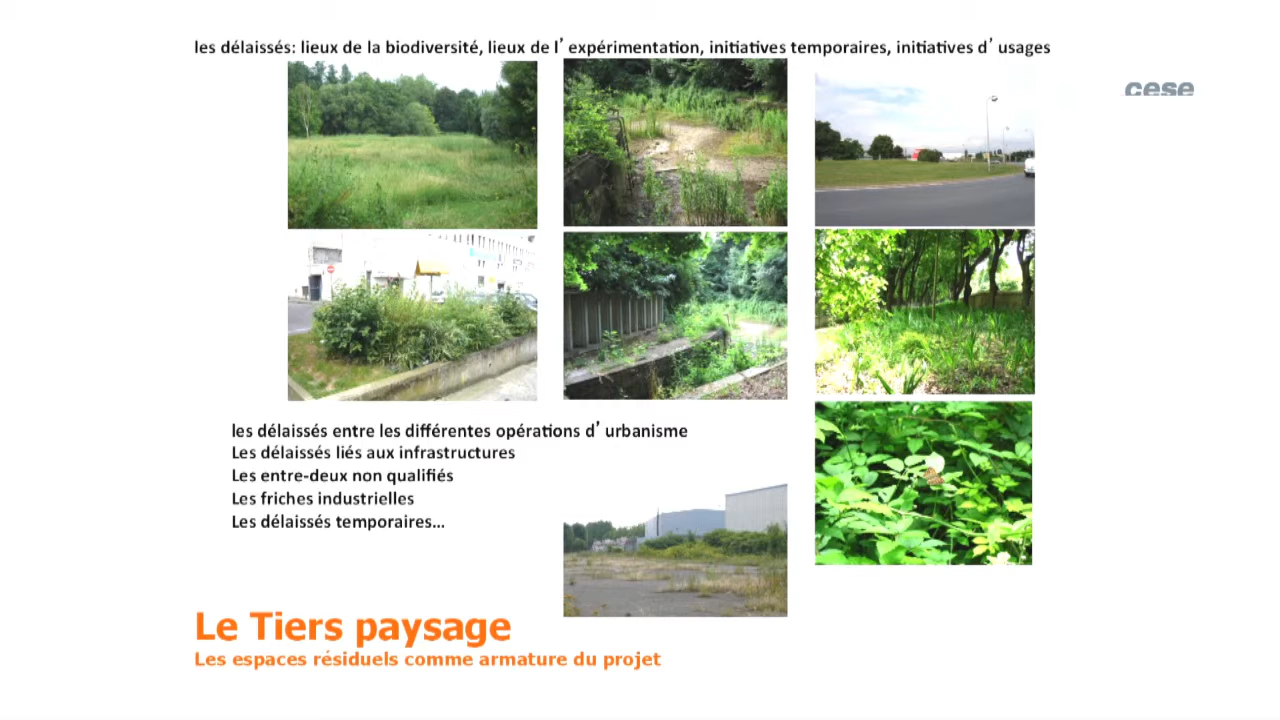 les délaissés: lieux de la biodiversité, lieux de l’expérimentation, initiatives temporaires, initiatives d’usages
cese
les délaissés entre les différentes opérations d’urbanisme
Les délaissés liés aux infrastructures
Les entre-deux non qualifiés
Les friches industrielles
Les délaissés temporaires...
Le Tiers paysage
Les espaces résiduels comme armature du projet